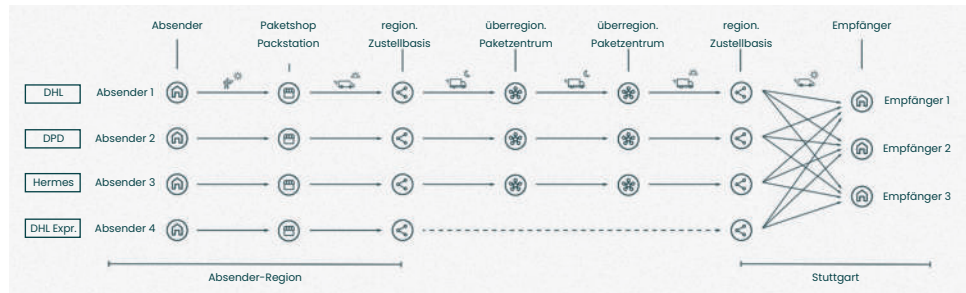 Absender
Paketshop
Packstation
region.
Zustellbasis
überregion.
Paketzentrum
überregion.
Paketzentrum
region.
Zustellbasis
Empfänger
DHL
Absender 1
Empfänger 1
DPD
Absender 2
Empfänger 2
Hermes
Absender 3
Empfänger 3
DHL Expr.
Absender 4
Absender-Region
Stuttgart